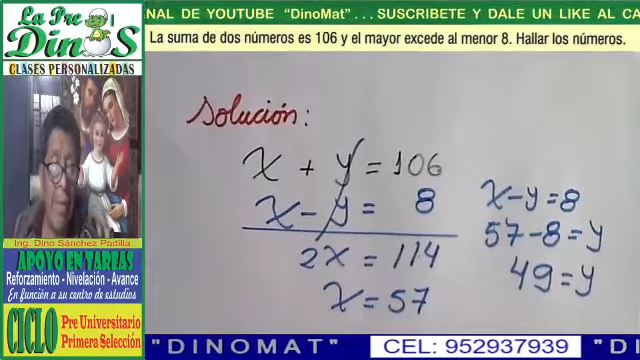 La Pre
DinoS
CLASES PERSONALIZADAS
Ing. Dino Sánchez Padilla
APOYO EN TAREAS
Reforzamiento - Nivelación - Avance
En función a su centro de estudios
CICLO Pre Universitario
Primera Selección
ANAL DE YOUTUBE “DinoMat”... SUSCRIBETE Y DALE UN LIKE AL CA
La suma de dos números es 106 y el mayor excede al menor 8. Hallar los números.
Solución:
x + y = 106
x - y = 8
2x = 114
x = 57
x - y = 8
57 - 8 = y
49 = y
"DINOMAT" CEL: 952937939 "DI